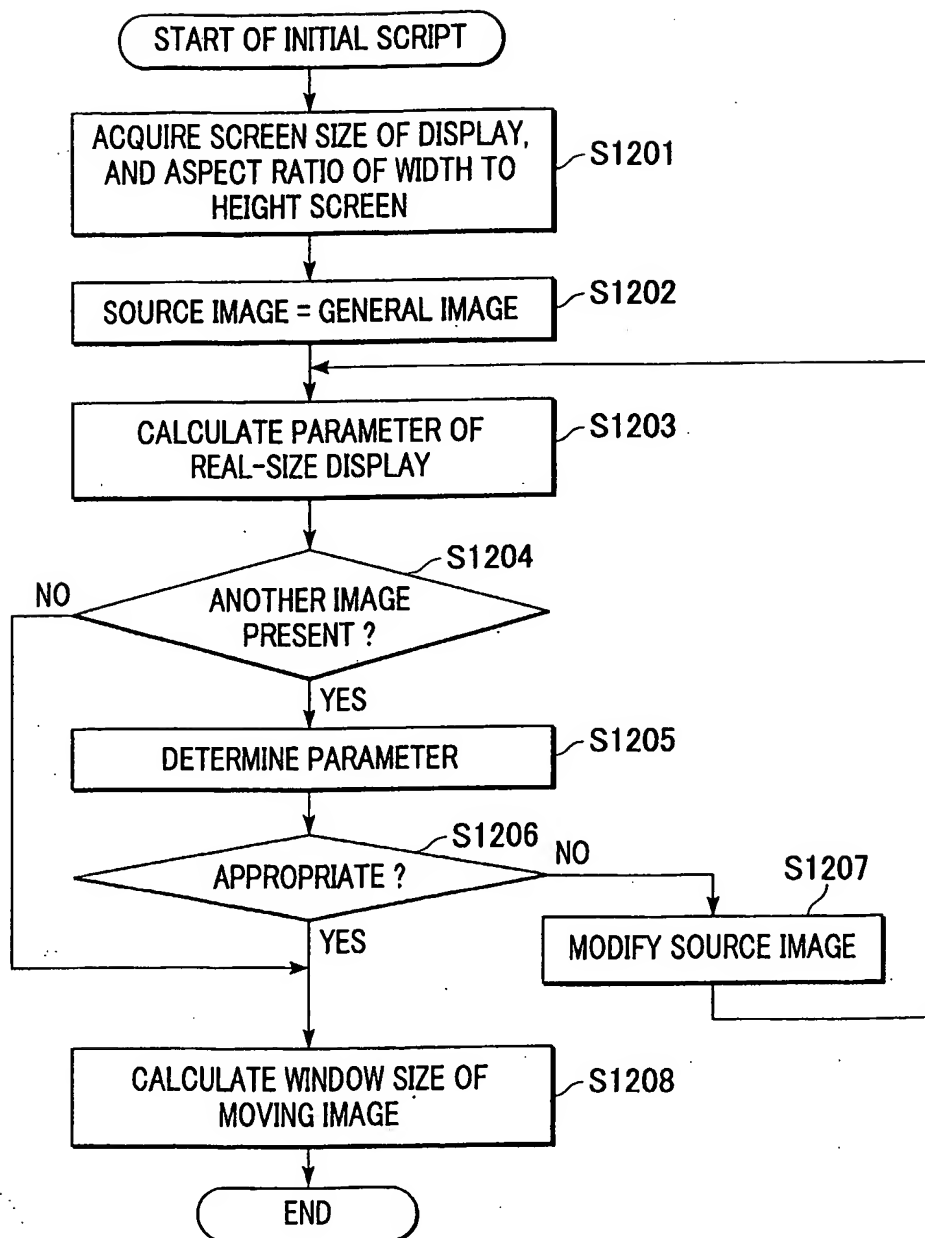 START OF INITIAL SCRIPT
ACQUIRE SCREEN SIZE OF DISPLAY,
AND ASPECT RATIO OF WIDTH TO
HEIGHT SCREEN
S1201
SOURCE IMAGE = GENERAL IMAGE
S1202
CALCULATE PARAMETER OF
REAL-SIZE DISPLAY
S1203
S1204
NO
ANOTHER IMAGE
PRESENT ?
YES
DETERMINE PARAMETER
S1205
S1206
APPROPRIATE ?
NO
S1207
YES
MODIFY SOURCE IMAGE
CALCULATE WINDOW SIZE OF
MOVING IMAGE
S1208
END